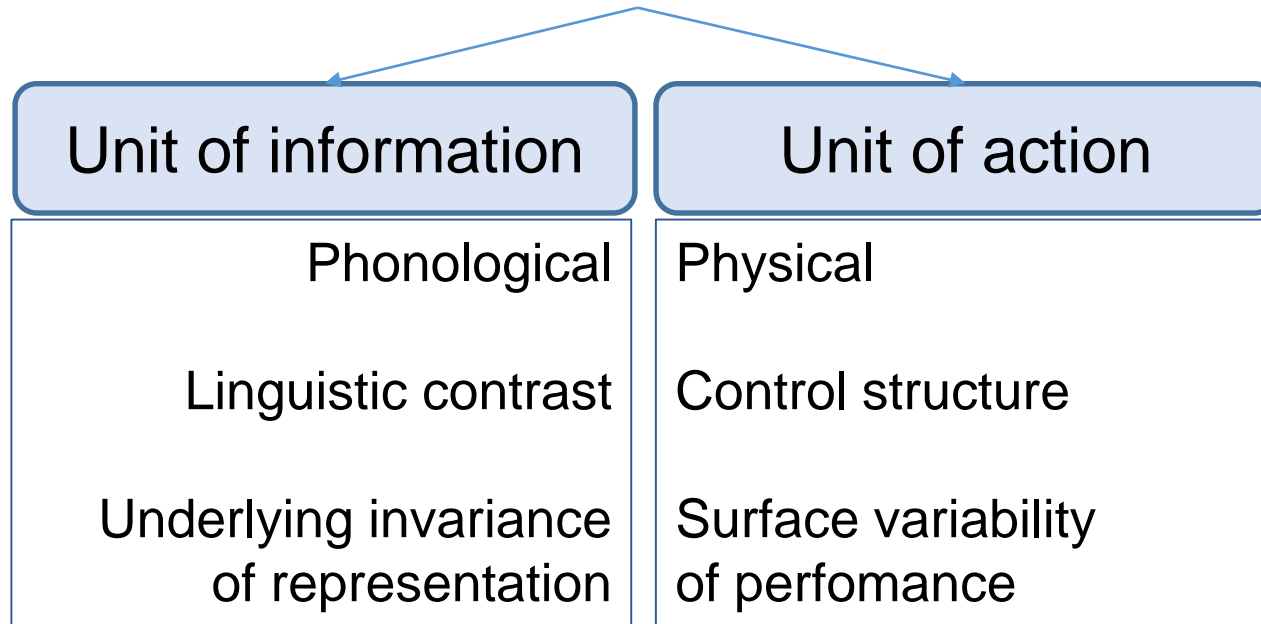 Unit of information
Unit of action
Phonological
Physical
Linguistic contrast
Control structure
Underlying invariance
of representation
Surface variability
of perfomance